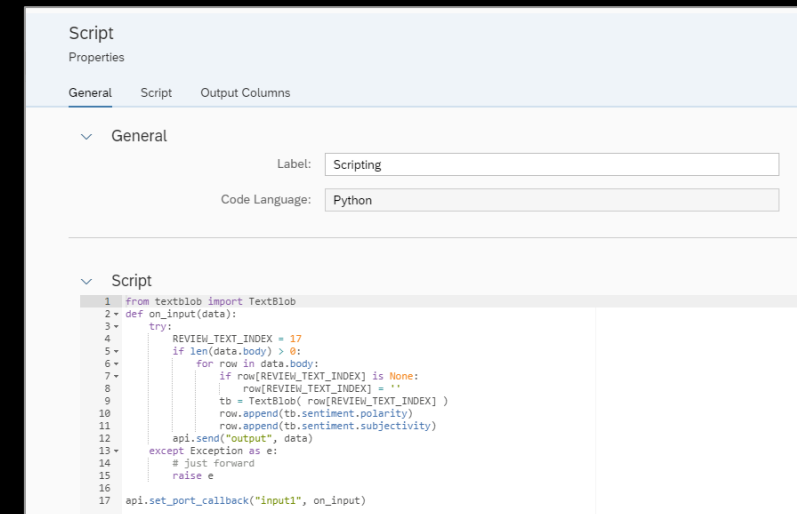 Script
Properties
General Script Output Columns
General
Label: Scripting
Code Language: Python
Script
1 from textblob import TextBlob
2 def on_input(data):
3     try:
4         REVIEW_TEXT_INDEX = 17
5         if len(data.body) > 0:
6             for row in data.body:
7                 if row[REVIEW_TEXT_INDEX] is None:
8                     row[REVIEW_TEXT_INDEX] = ''
9                 tb = TextBlob( row[REVIEW_TEXT_INDEX] )
10                 row.append(tb.sentiment.polarity)
11                 row.append(tb.sentiment.subjectivity)
12         api.send("output", data)
13     except Exception as e:
14         # just forward
15         raise e
16
17 api.set_port_callback("input1", on_input)